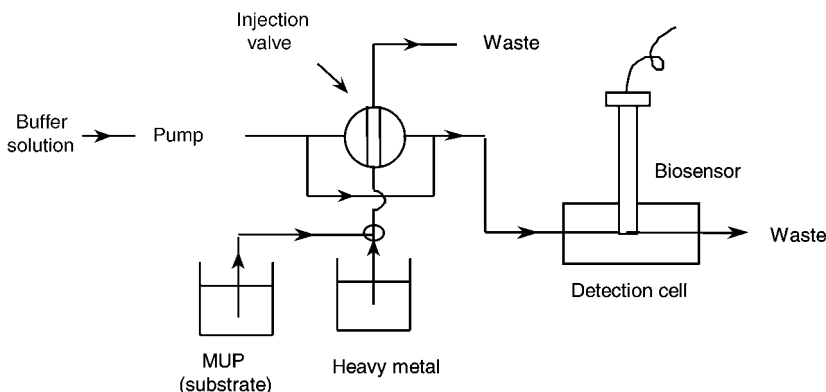 Injection
valve
Waste
Buffer
solution
Pump
Biosensor
Waste
Detection cell
MUP
(substrate)
Heavy metal